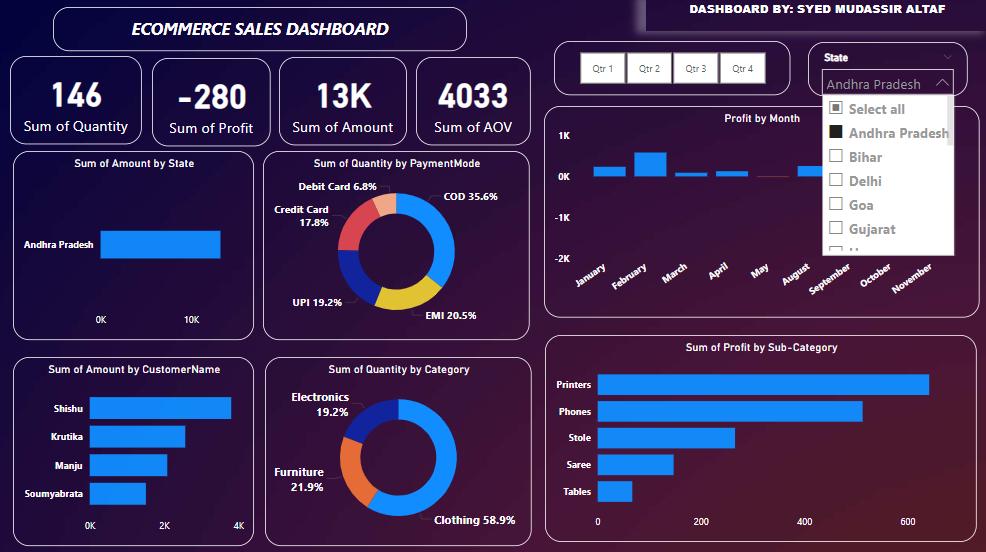 DASHBOARD BY: SYED MUDASSIR ALTAF
ECOMMERCE SALES DASHBOARD
Qtr 1 Qtr 2 Qtr 3 Qtr 4
State
Andhra Pradesh
Select all
Andhra Pradesh
Bihar
Delhi
Goa
Gujarat
146
Sum of Quantity
-280
Sum of Profit
13K
Sum of Amount
4033
Sum of AOV
Profit by Month
1K
0K
-1K
-2K
January February March April May August September October November
Sum of Amount by State
Andhra Pradesh
0K 10K
Sum of Quantity by PaymentMode
Debit Card 6.8%
COD 35.6%
Credit Card
17.8%
UPI 19.2%
EMI 20.5%
Sum of Amount by CustomerName
Shishu
Krutika
Manju
Soumyabrata
0K 2K 4K
Sum of Quantity by Category
Electronics
19.2%
Furniture
21.9%
Clothing 58.9%
Sum of Profit by Sub-Category
Printers
Phones
Stole
Saree
Tables
0 200 400 600